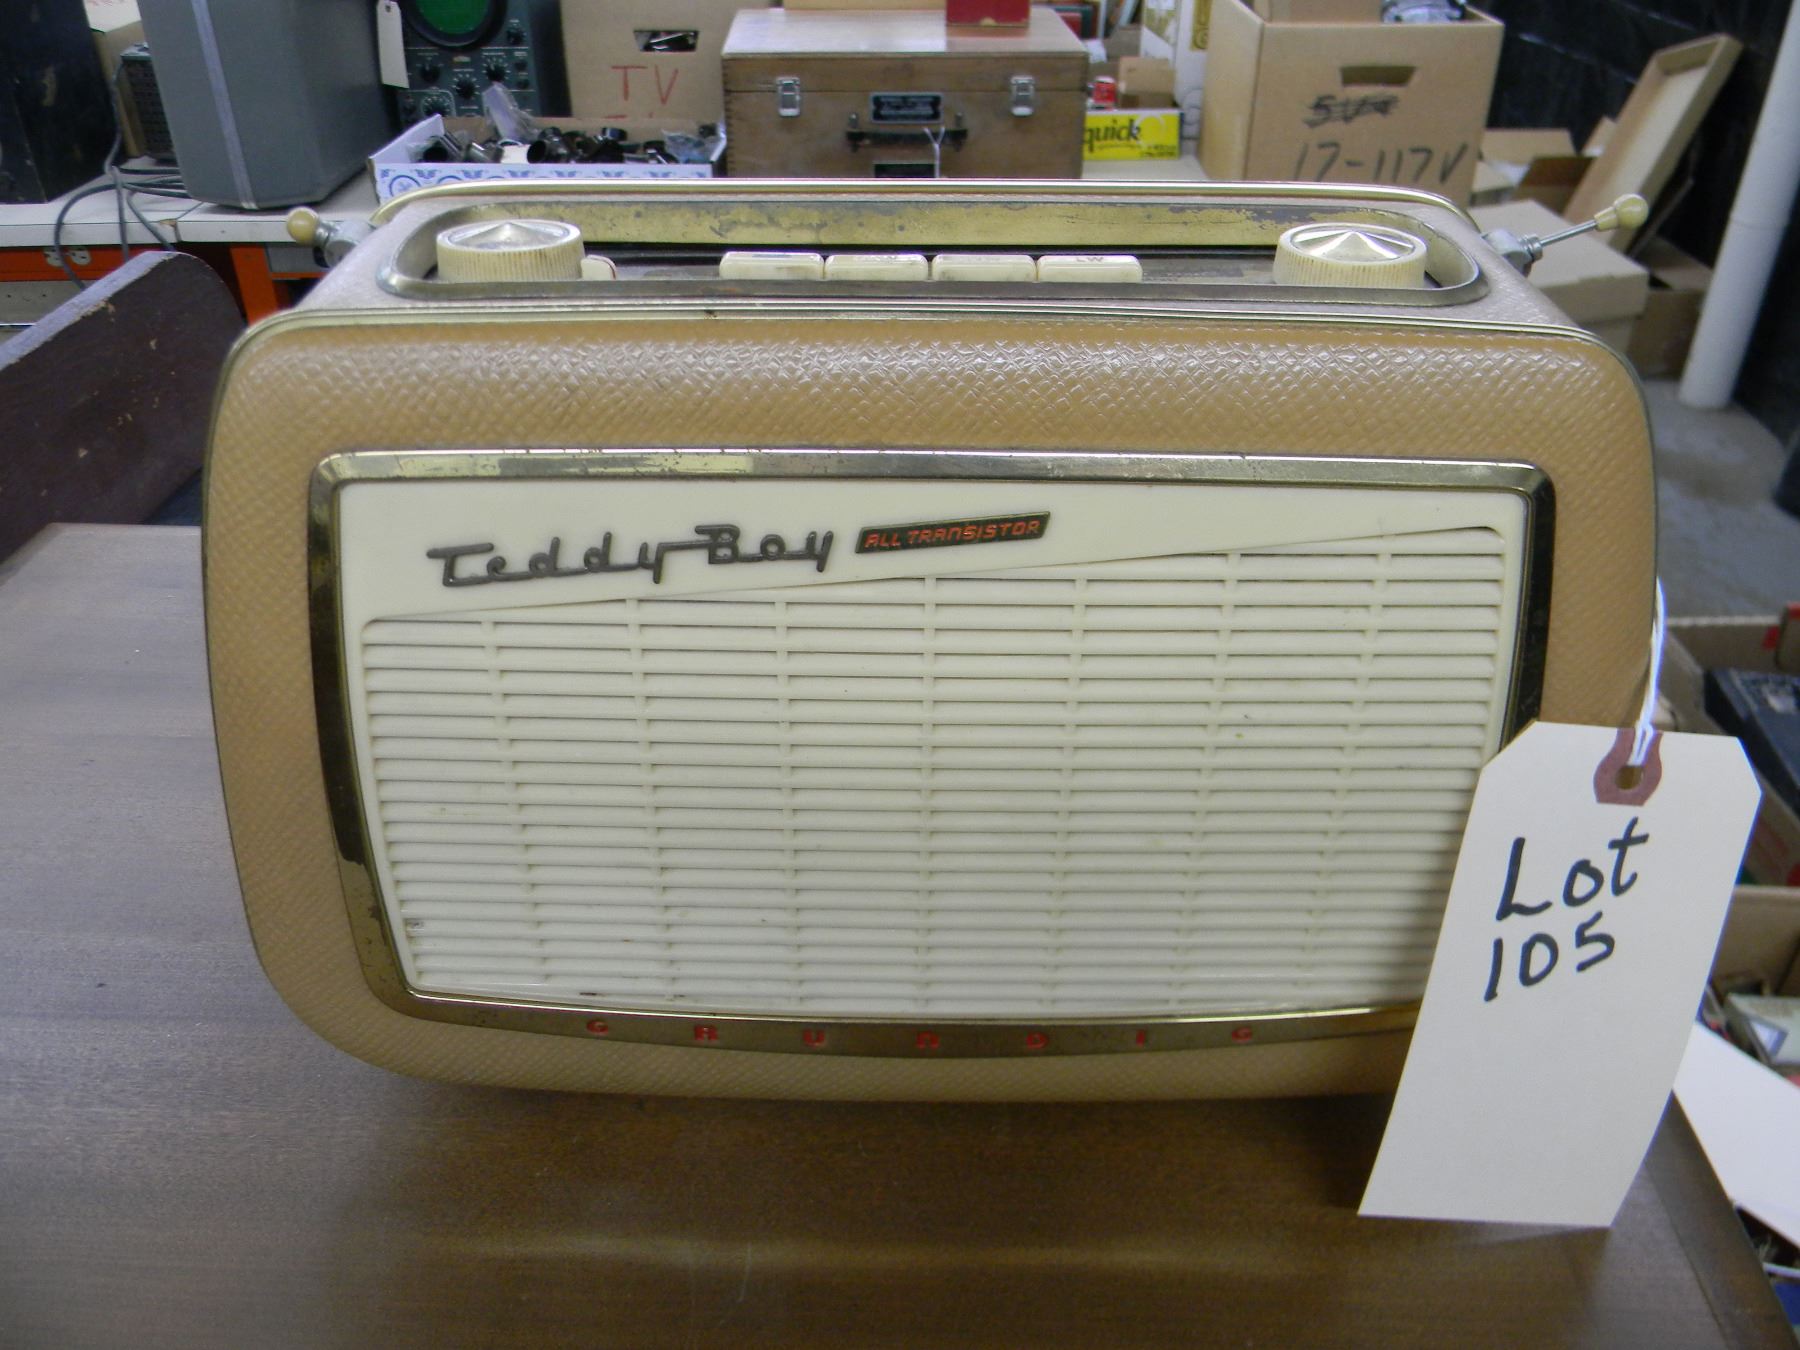 TV
quick
17-117V
LW
Teddy Boy ALL TRANSISTOR
GRUNDIG
Lot
105